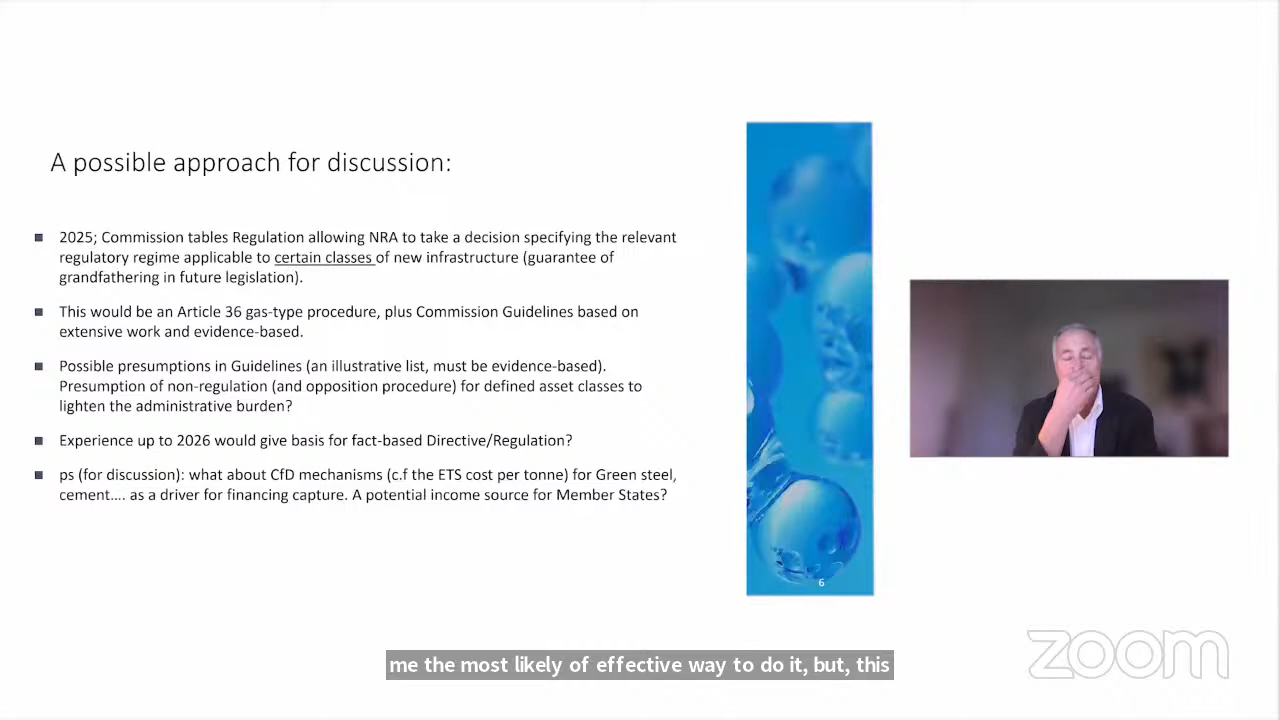 A possible approach for discussion:
2025; Commission tables Regulation allowing NRA to take a decision specifying the relevant
regulatory regime applicable to certain classes of new infrastructure (guarantee of
grandfathering in future legislation).
This would be an Article 36 gas-type procedure, plus Commission Guidelines based on
extensive work and evidence-based.
Possible presumptions in Guidelines (an illustrative list, must be evidence-based).
Presumption of non-regulation (and opposition procedure) for defined asset classes to
lighten the administrative burden?
Experience up to 2026 would give basis for fact-based Directive/Regulation?
ps (for discussion): what about CfD mechanisms (c.f the ETS cost per tonne) for Green steel,
cement.... as a driver for financing capture. A potential income source for Member States?
6
me the most likely of effective way to do it, but, this
zoom